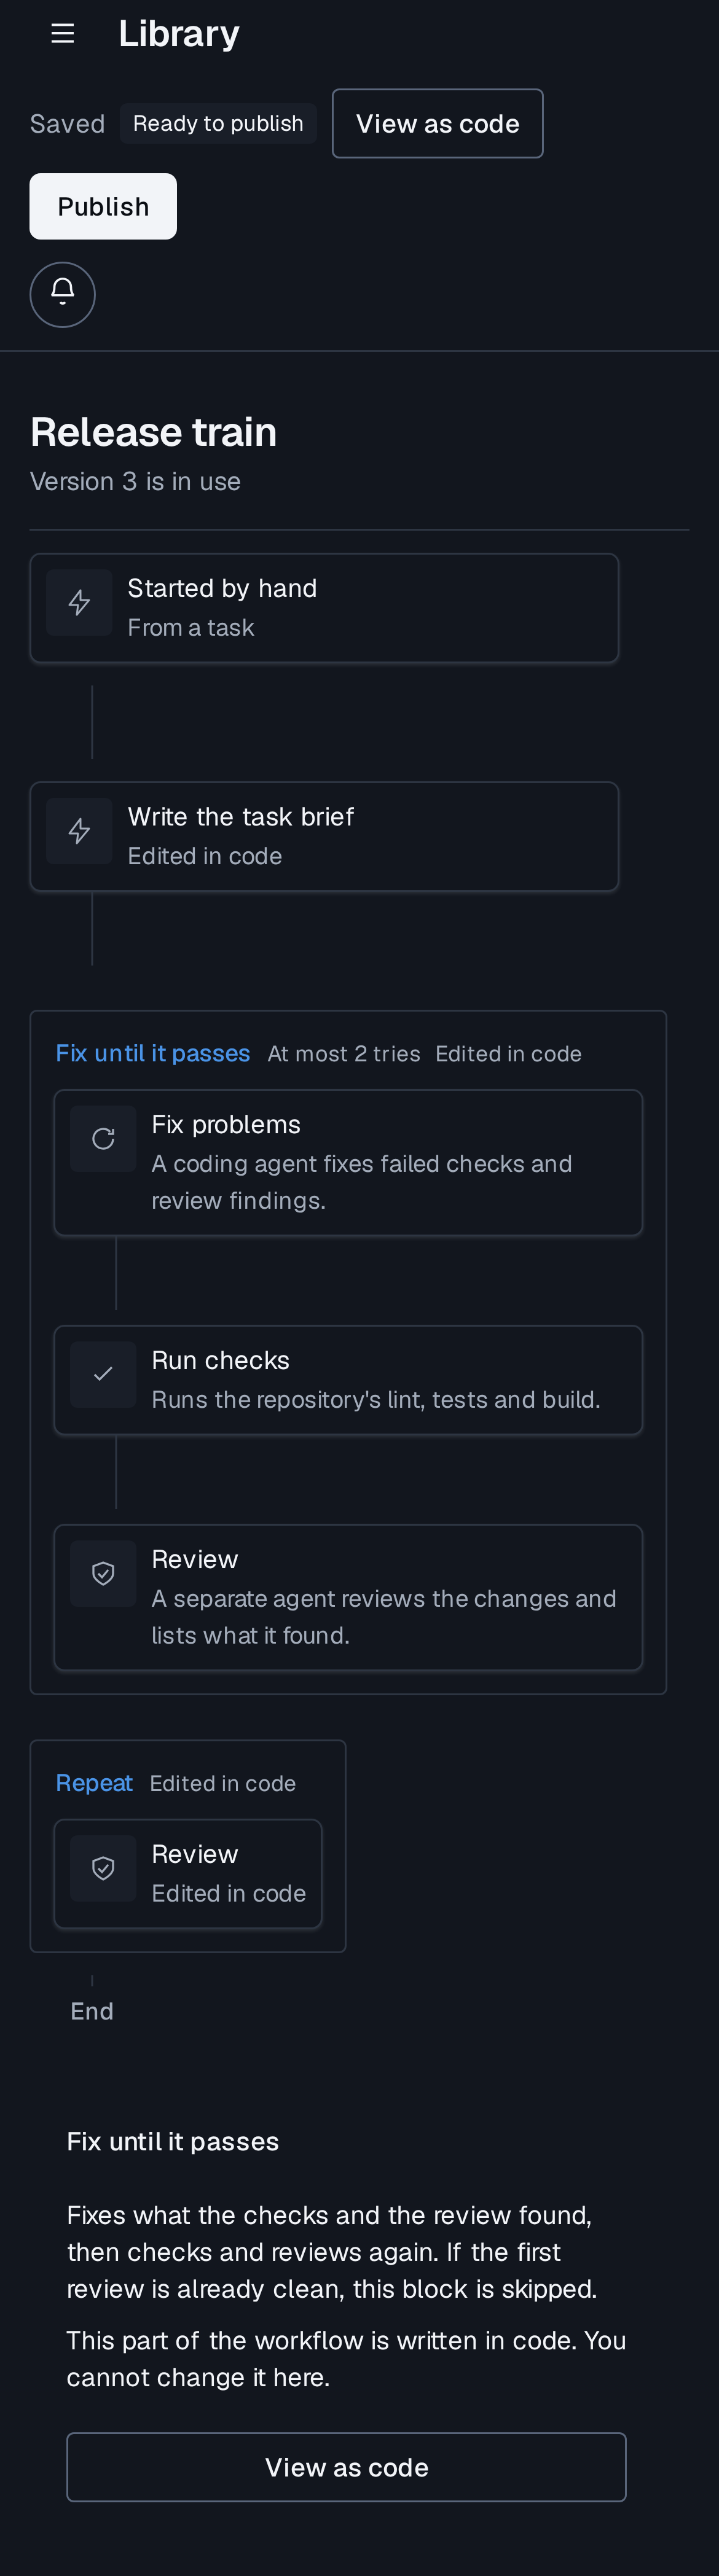 Library
Saved
Ready to publish
View as code
Publish
Release train
Version 3 is in use
Started by hand
From a task
Write the task brief
Edited in code
Fix until it passes At most 2 tries Edited in code
Fix problems
A coding agent fixes failed checks and
review findings.
Run checks
Runs the repository's lint, tests and build.
Review
A separate agent reviews the changes and
lists what it found.
Repeat Edited in code
Review
Edited in code
End
Fix until it passes
Fixes what the checks and the review found,
then checks and reviews again. If the first
review is already clean, this block is skipped.
This part of the workflow is written in code. You
cannot change it here.
View as code